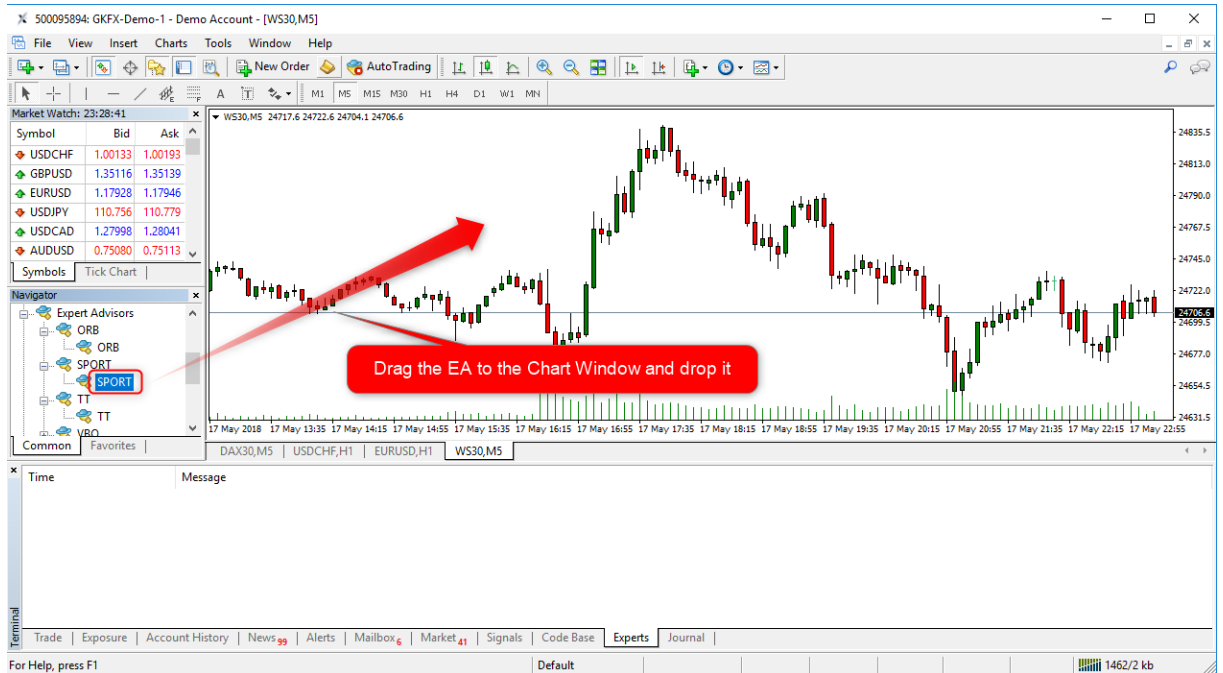 500095894: GKFX-Demo-1 - Demo Account - [WS30,M5]
File View Insert Charts Tools Window Help
New Order AutoTrading
A T M1 M5 M15 M30 H1 H4 D1 W1 MN
Market Watch: 23:28:41
Symbol Bid Ask
USDCHF 1.00133 1.00193
GBPUSD 1.35116 1.35139
EURUSD 1.17928 1.17946
USDJPY 110.756 110.779
USDCAD 1.27998 1.28041
AUDUSD 0.75080 0.75113
Symbols Tick Chart
Navigator
Expert Advisors
ORB
ORB
SPORT
SPORT
TT
TT
VBO
Common Favorites
WS30,M5 24717.6 24722.6 24704.1 24706.6
24835.5
24813.0
24790.0
24767.5
24745.0
24722.0
24706.6
24699.5
24677.0
24654.5
24631.5
Drag the EA to the Chart Window and drop it
17 May 2018 17 May 13:35 17 May 14:15 17 May 14:55 17 May 15:35 17 May 16:15 17 May 16:55 17 May 17:35 17 May 18:15 17 May 18:55 17 May 19:35 17 May 20:15 17 May 20:55 17 May 21:35 17 May 22:15 17 May 22:55
DAX30,M5 USDCHF,H1 EURUSD,H1 WS30,M5
Time Message
Terminal
Trade Exposure Account History News 99 Alerts Mailbox 6 Market 41 Signals Code Base Experts Journal
For Help, press F1 Default 1462/2 kb